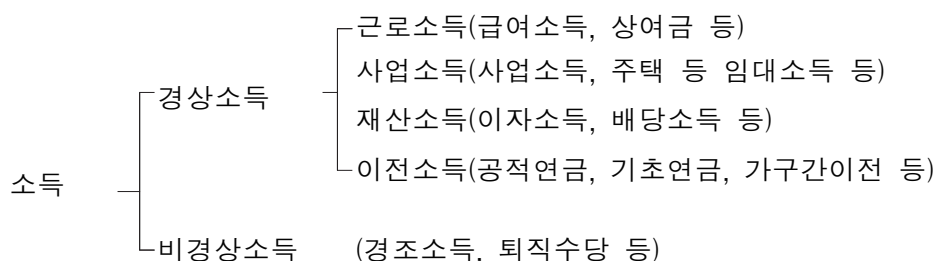 근로소득(급여소득, 상여금 등)
사업소득(사업소득, 주택 등 임대소득 등)
경상소득
재산소득(이자소득, 배당소득 등)
이전소득(공적연금, 기초연금, 가구간이전 등)
소득
비경상소득 (경조소득, 퇴직수당 등)